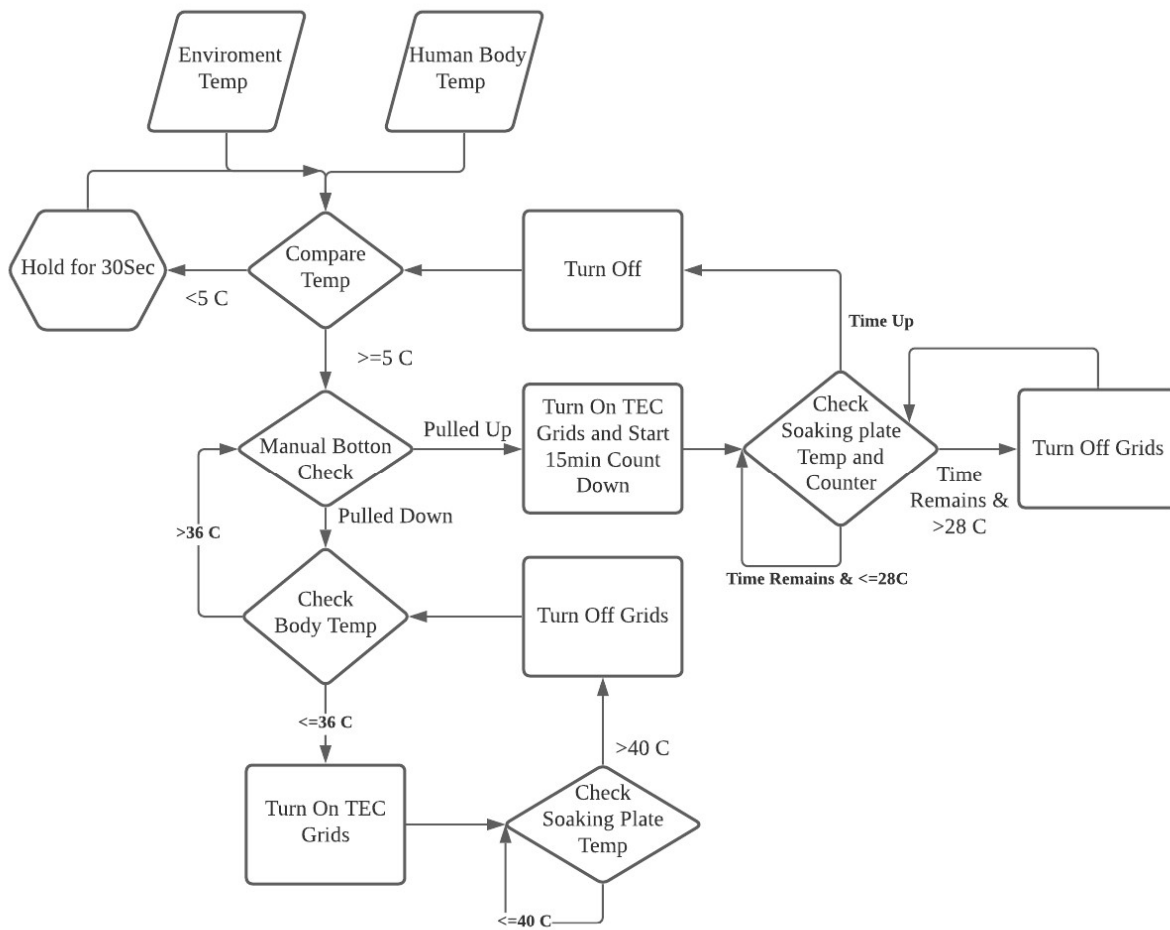 Enviroment
Temp
Human Body
Temp
Hold for 30Sec
Compare
Temp
<5 C
Turn Off
Time Up
>=5 C
Manual Botton
Check
Pulled Up
Turn On TEC
Grids and Start
15min Count
Down
Check
Soaking plate
Temp and
Counter
Turn Off Grids
Time
Remains &
>28 C
Pulled Down
>36 C
Time Remains & <=28C
Check
Body Temp
Turn Off Grids
<=36 C
>40 C
Turn On TEC
Grids
Check
Soaking Plate
Temp
<=40 C